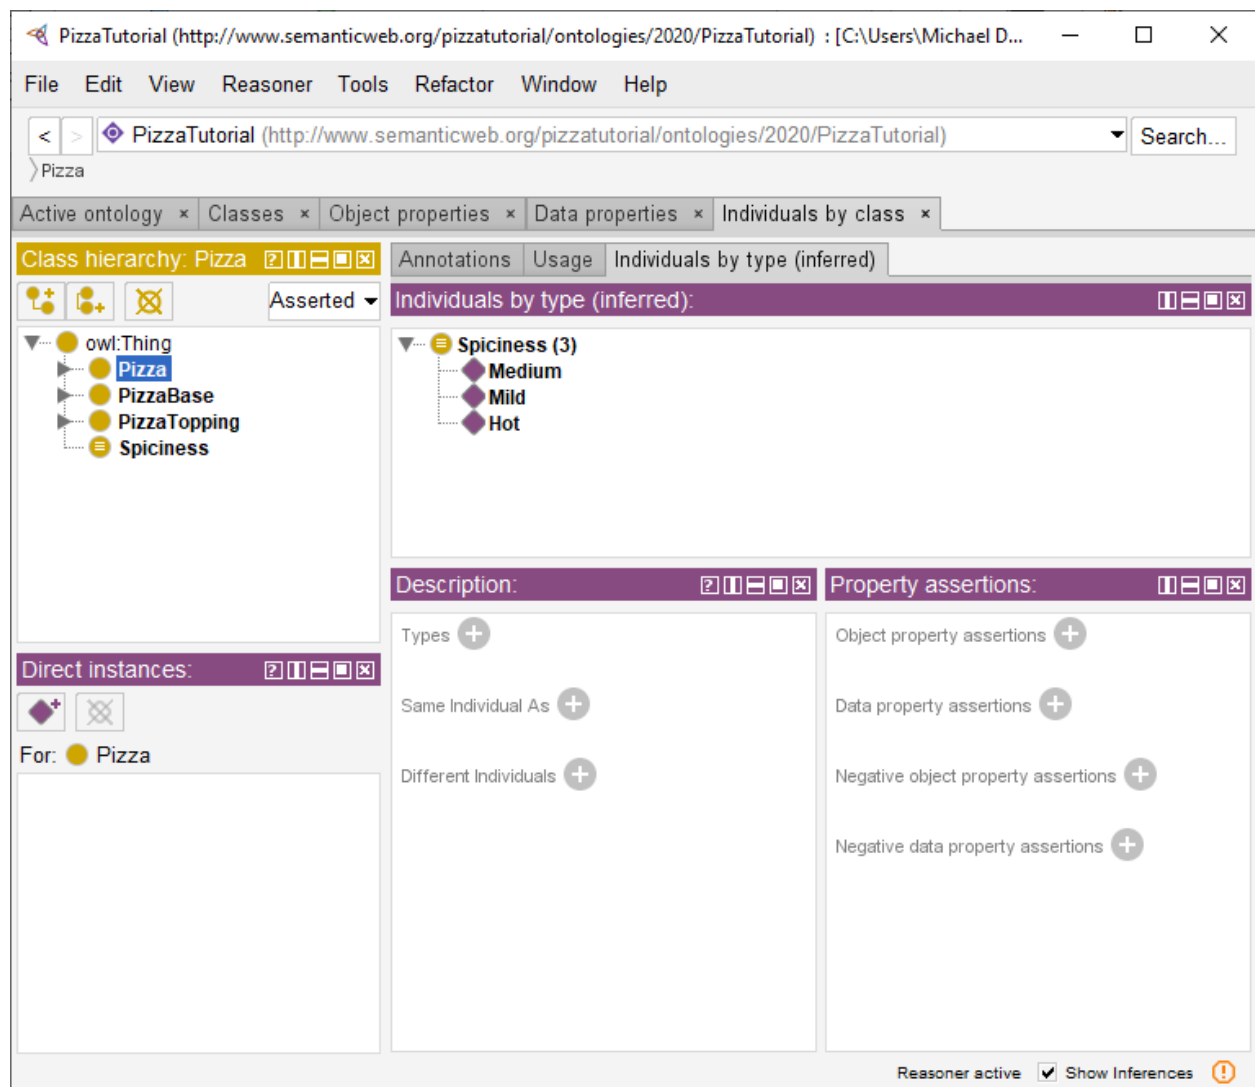 PizzaTutorial (http://www.semanticweb.org/pizzatutorial/ontologies/2020/PizzaTutorial) : [C:\Users\Michael D...
File Edit View Reasoner Tools Refactor Window Help
< > PizzaTutorial (http://www.semanticweb.org/pizzatutorial/ontologies/2020/PizzaTutorial) Search...
Pizza
Active ontology × Classes × Object properties × Data properties × Individuals by class ×
Class hierarchy: Pizza
Asserted
owl:Thing
Pizza
PizzaBase
PizzaTopping
Spiciness
Annotations Usage Individuals by type (inferred)
Individuals by type (inferred):
Spiciness (3)
Medium
Mild
Hot
Direct instances:
For: Pizza
Description:
Types
Same Individual As
Different Individuals
Property assertions:
Object property assertions
Data property assertions
Negative object property assertions
Negative data property assertions
Reasoner active Show Inferences